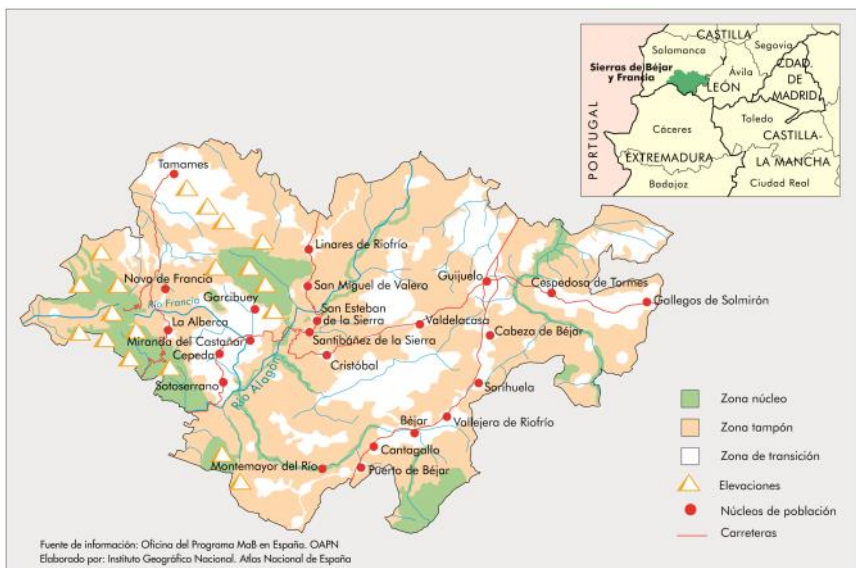 CASTILLA
Salamanca
Segovia
Sierras de Béjar
y Francia
Y
Ávila
LEÓN
CDAD.
DE
MADRID
PORTUGAL
Cáceres
Toledo
CASTILLA-
EXTREMADURA
LA MANCHA
Badajoz
Ciudad Real
Tamames
Linares de Riofrío
Nava de Francia
San Miguel de Valero
Guijuelo
Cespedosa de Tormes
Río Francia
Garcibuey
Gallegos de Solmirón
San Esteban
de la Sierra
La Alberca
Valdelacasa
Miranda del Castañar
Santibáñez de la Sierra
Cabeza de Béjar
Cepeda
Cristóbal
Río Alagón
Sotoserrano
Sorihuela
Béjar
Vallejera de Riofrío
Cantagallo
Montemayor del Río
Puerto de Béjar
Zona núcleo
Zona tampón
Zona de transición
Elevaciones
Núcleos de población
Carreteras
Fuente de información: Oficina del Programa MaB en España. OAPN
Elaborado por: Instituto Geográfico Nacional. Atlas Nacional de España